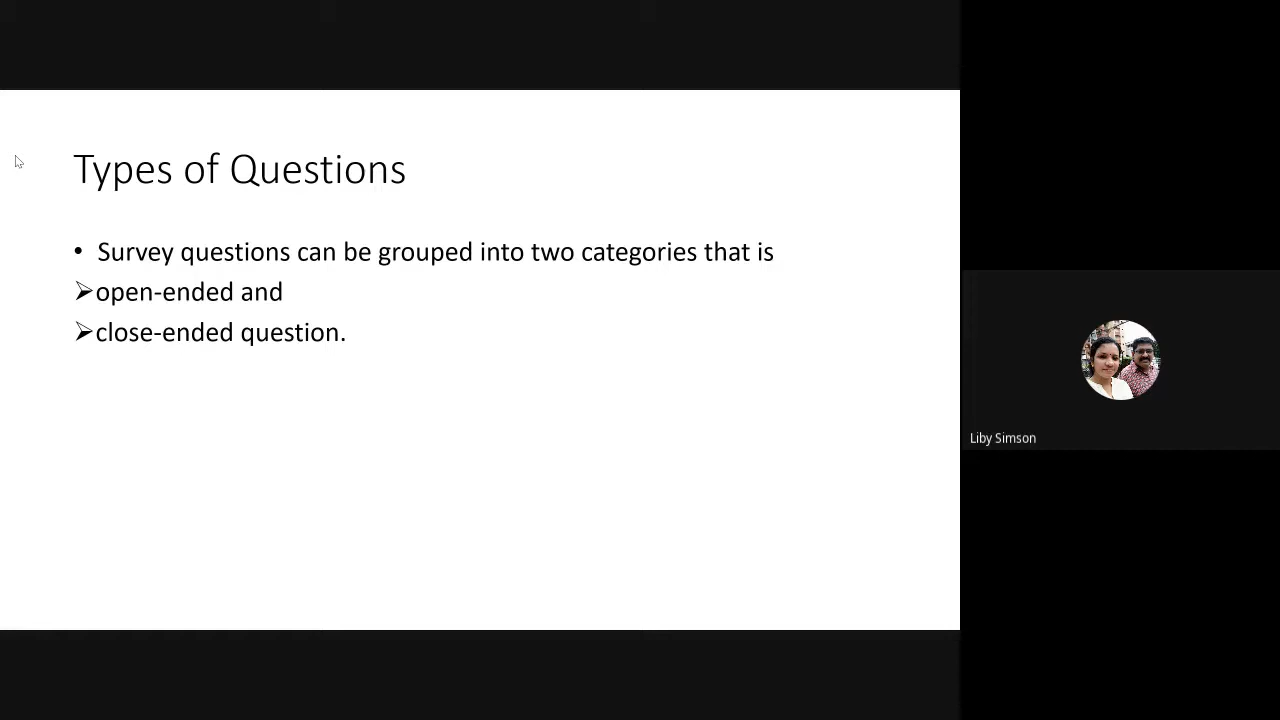 Types of Questions
• Survey questions can be grouped into two categories that is
➢open-ended and
➢close-ended question.
Liby Simson